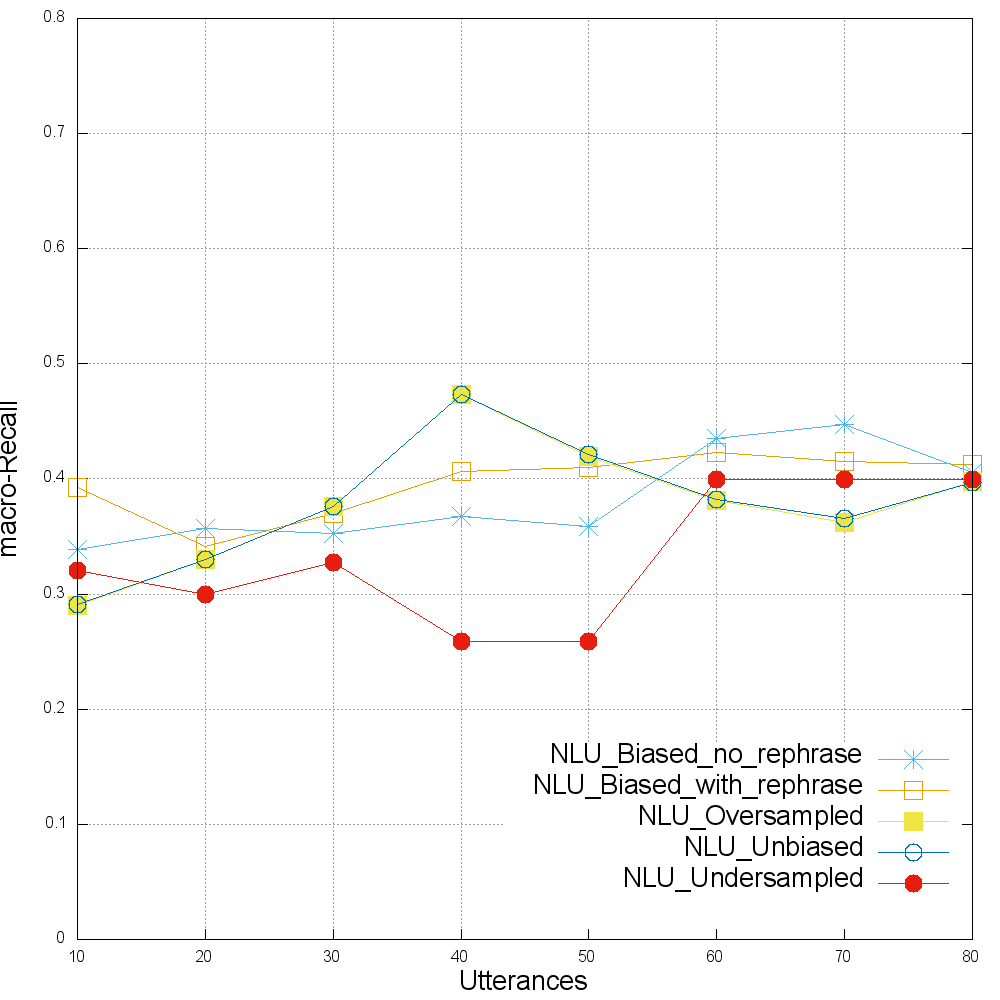 0.8
0.7
0.6
0.5
0.4
0.3
0.2
0.1
0
macro-Recall
NLU_Biased_no_rephrase
NLU_Biased_with_rephrase
NLU_Oversampled
NLU_Unbiased
NLU_Undersampled
10 20 30 40 50 60 70 80
Utterances